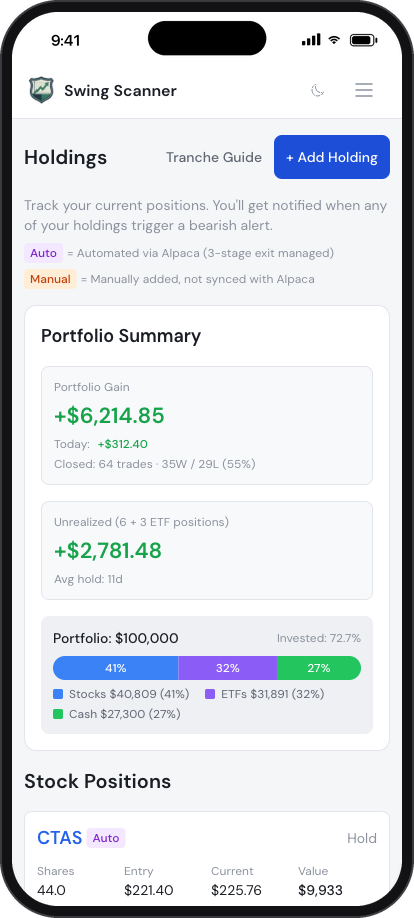 9:41
Swing Scanner
Holdings
Tranche Guide
+ Add Holding
Track your current positions. You'll get notified when any
of your holdings trigger a bearish alert.
Auto = Automated via Alpaca (3-stage exit managed)
Manual = Manually added, not synced with Alpaca
Portfolio Summary
Portfolio Gain
+$6,214.85
Today: +$312.40
Closed: 64 trades · 35W / 29L (55%)
Unrealized (6 + 3 ETF positions)
+$2,781.48
Avg hold: 11d
Portfolio: $100,000 Invested: 72.7%
41% 32% 27%
Stocks $40,809 (41%) ETFs $31,891 (32%)
Cash $27,300 (27%)
Stock Positions
CTAS Auto Hold
Shares Entry Current Value
44.0 $221.40 $225.76 $9,933